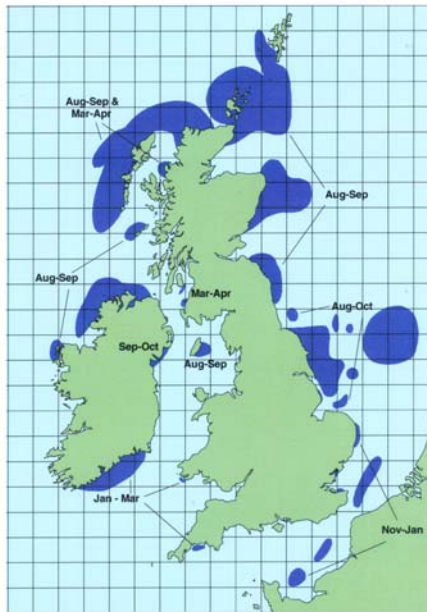 Aug-Sep &
Mar-Apr
Aug-Sep
Aug-Sep
Mar-Apr
Aug-Oct
Sep-Oct
Aug-Sep
Jan - Mar
Nov-Jan